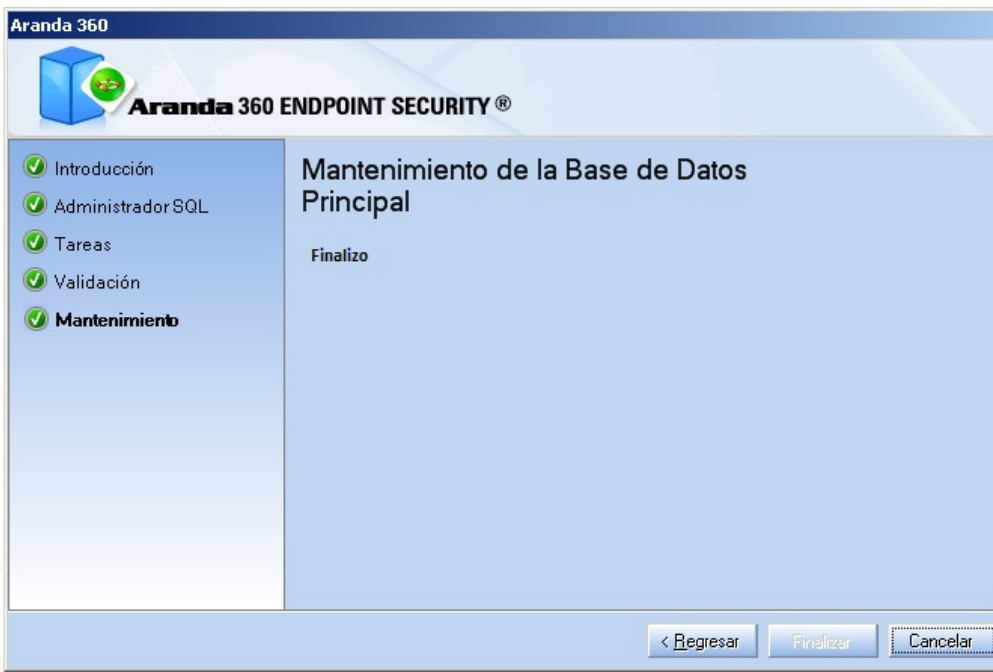 Aranda 360
Aranda 360 ENDPOINT SECURITY ®
Introducción
Administrador SQL
Tareas
Validación
Mantenimiento
Mantenimiento de la Base de Datos
Principal
Finalizo
< Regresar
Finalizar
Cancelar